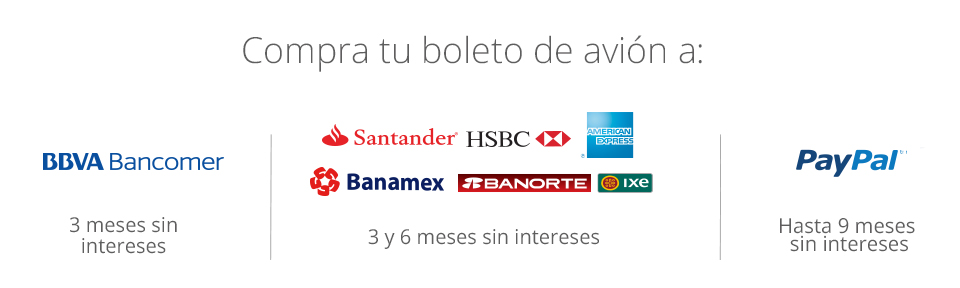 Compra tu boleto de avión a:
BBVA Bancomer
3 meses sin
intereses
Santander HSBC AMERICAN
EXPRESS
Banamex BANORTE IXE
3 y 6 meses sin intereses
PayPal
Hasta 9 meses
sin intereses